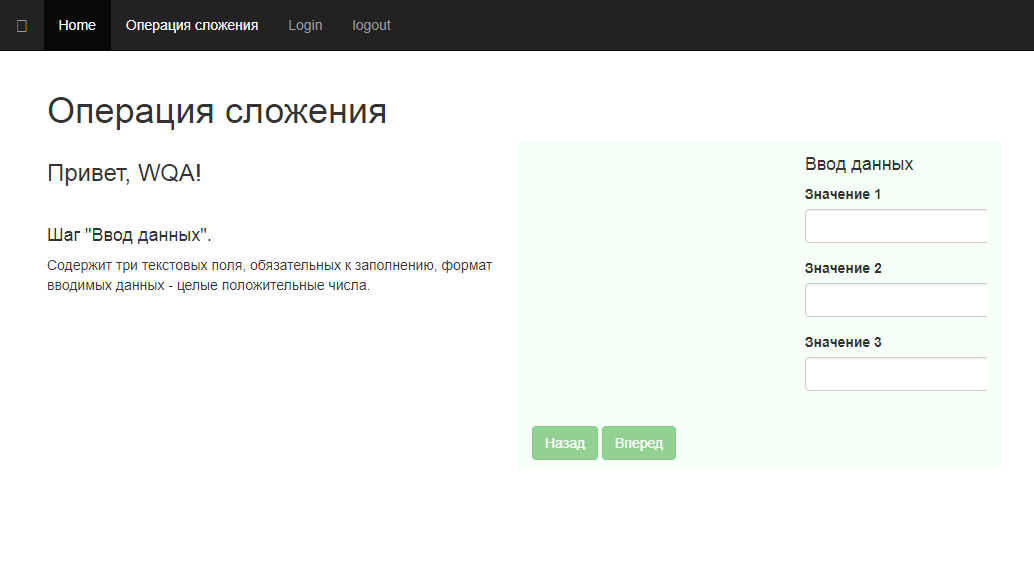 Home Операция сложения Login logout
Операция сложения
Привет, WQA!
Шаг "Ввод данных".
Содержит три текстовых поля, обязательных к заполнению, формат
вводимых данных - целые положительные числа.
Ввод данных
Значение 1
Значение 2
Значение 3
Назад Вперед